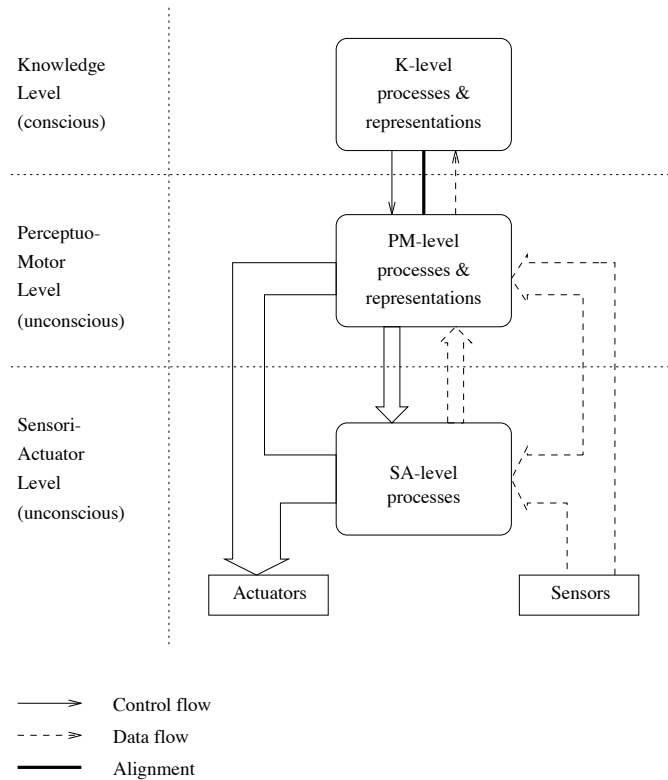 Knowledge
Level
(conscious)
K-level
processes &
representations
Perceptuo-
Motor
Level
(unconscious)
PM-level
processes &
representations
Sensori-
Actuator
Level
(unconscious)
SA-level
processes
Actuators
Sensors
Control flow
Data flow
Alignment